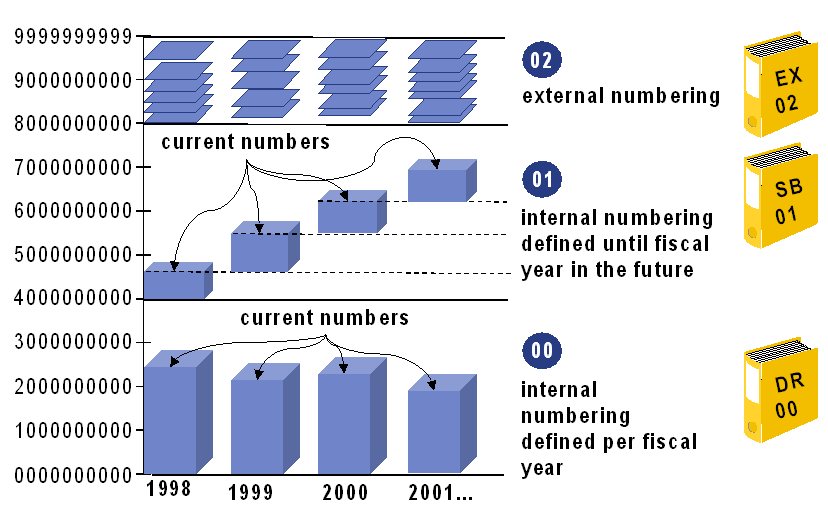 9999999999
9000000000
8000000000
7000000000
6000000000
5000000000
4000000000
3000000000
2000000000
1000000000
0000000000
current numbers
current numbers
1998
1999
2000
2001...
02
external numbering
01
internal numbering
defined until fiscal
year in the future
00
internal
numbering
defined per fiscal
year
EX
02
SB
01
DR
00